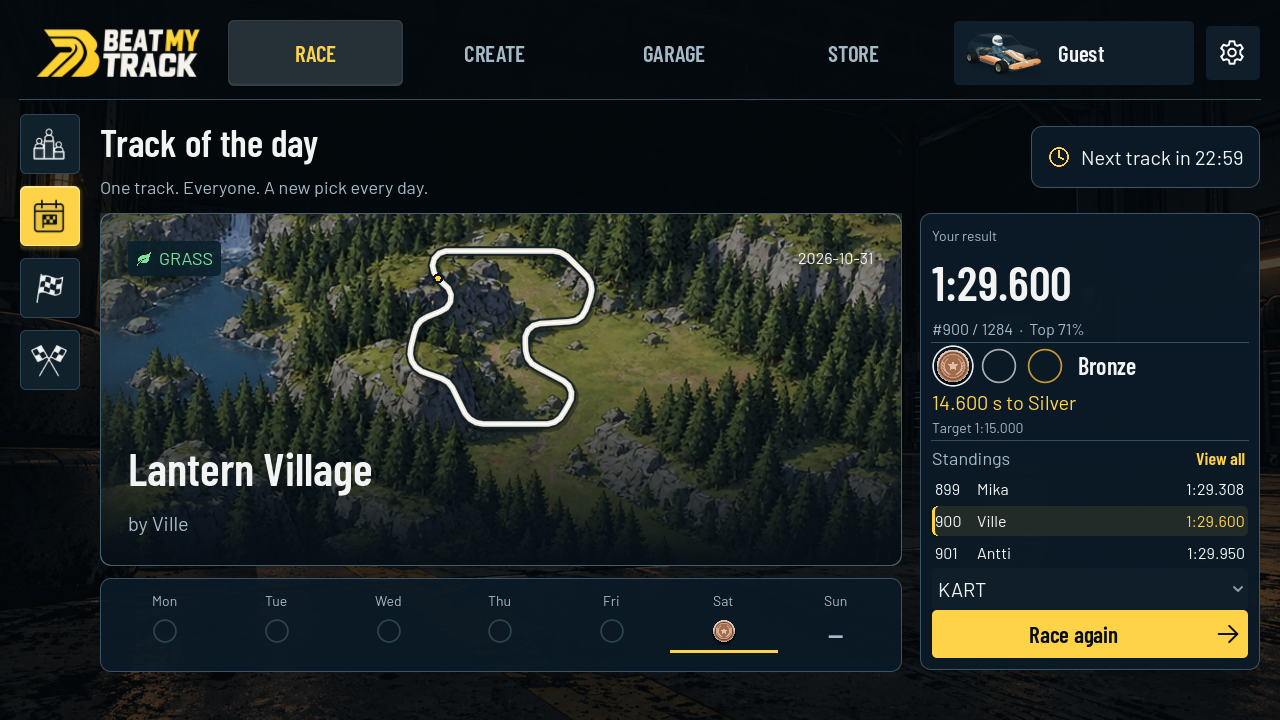 BEATMY
TRACK
RACE
CREATE
GARAGE
STORE
Guest
Track of the day
One track. Everyone. A new pick every day.
Next track in 22:59
GRASS
2026-10-31
Lantern Village
by Ville
Mon
Tue
Wed
Thu
Fri
Sat
Sun
–
Your result
1:29.600
#900 / 1284 · Top 71%
Bronze
14.600 s to Silver
Target 1:15.000
Standings View all
899 Mika 1:29.308
900 Ville 1:29.600
901 Antti 1:29.950
KART
Race again